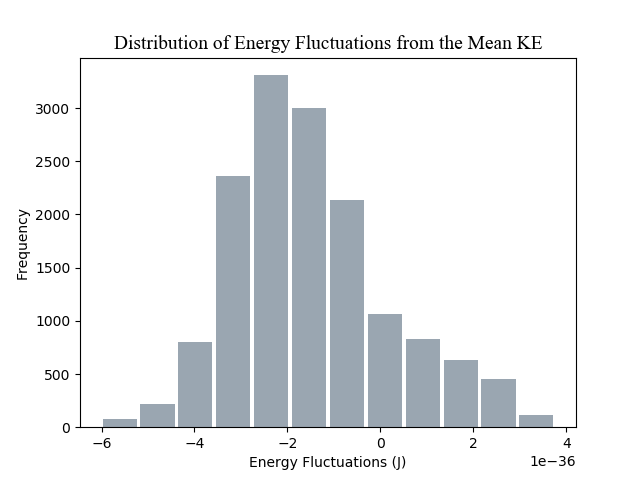 Distribution of Energy Fluctuations from the Mean KE
3000
2500
2000
1500
1000
500
0
Frequency
−6 −4 −2 0 2 4
1e−36
Energy Fluctuations (J)